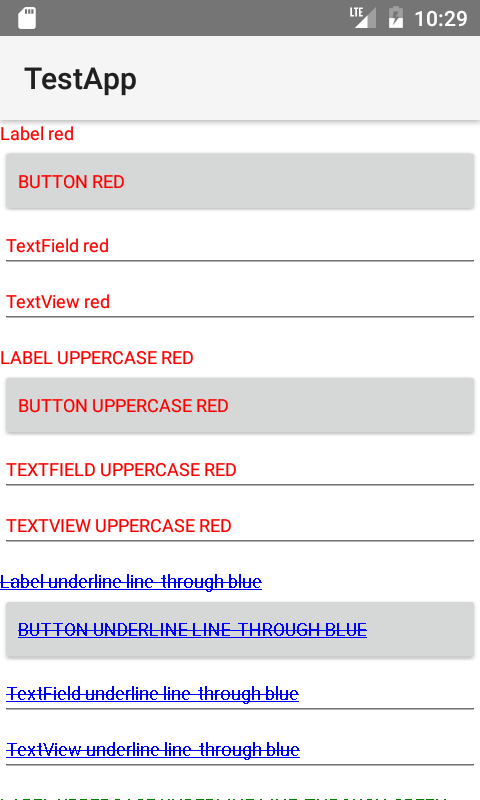 LTE 10:29
TestApp
Label red
BUTTON RED
TextField red
TextView red
LABEL UPPERCASE RED
BUTTON UPPERCASE RED
TEXTFIELD UPPERCASE RED
TEXTVIEW UPPERCASE RED
Label underline line-through blue
BUTTON UNDERLINE LINE-THROUGH BLUE
TextField underline line-through blue
TextView underline line-through blue